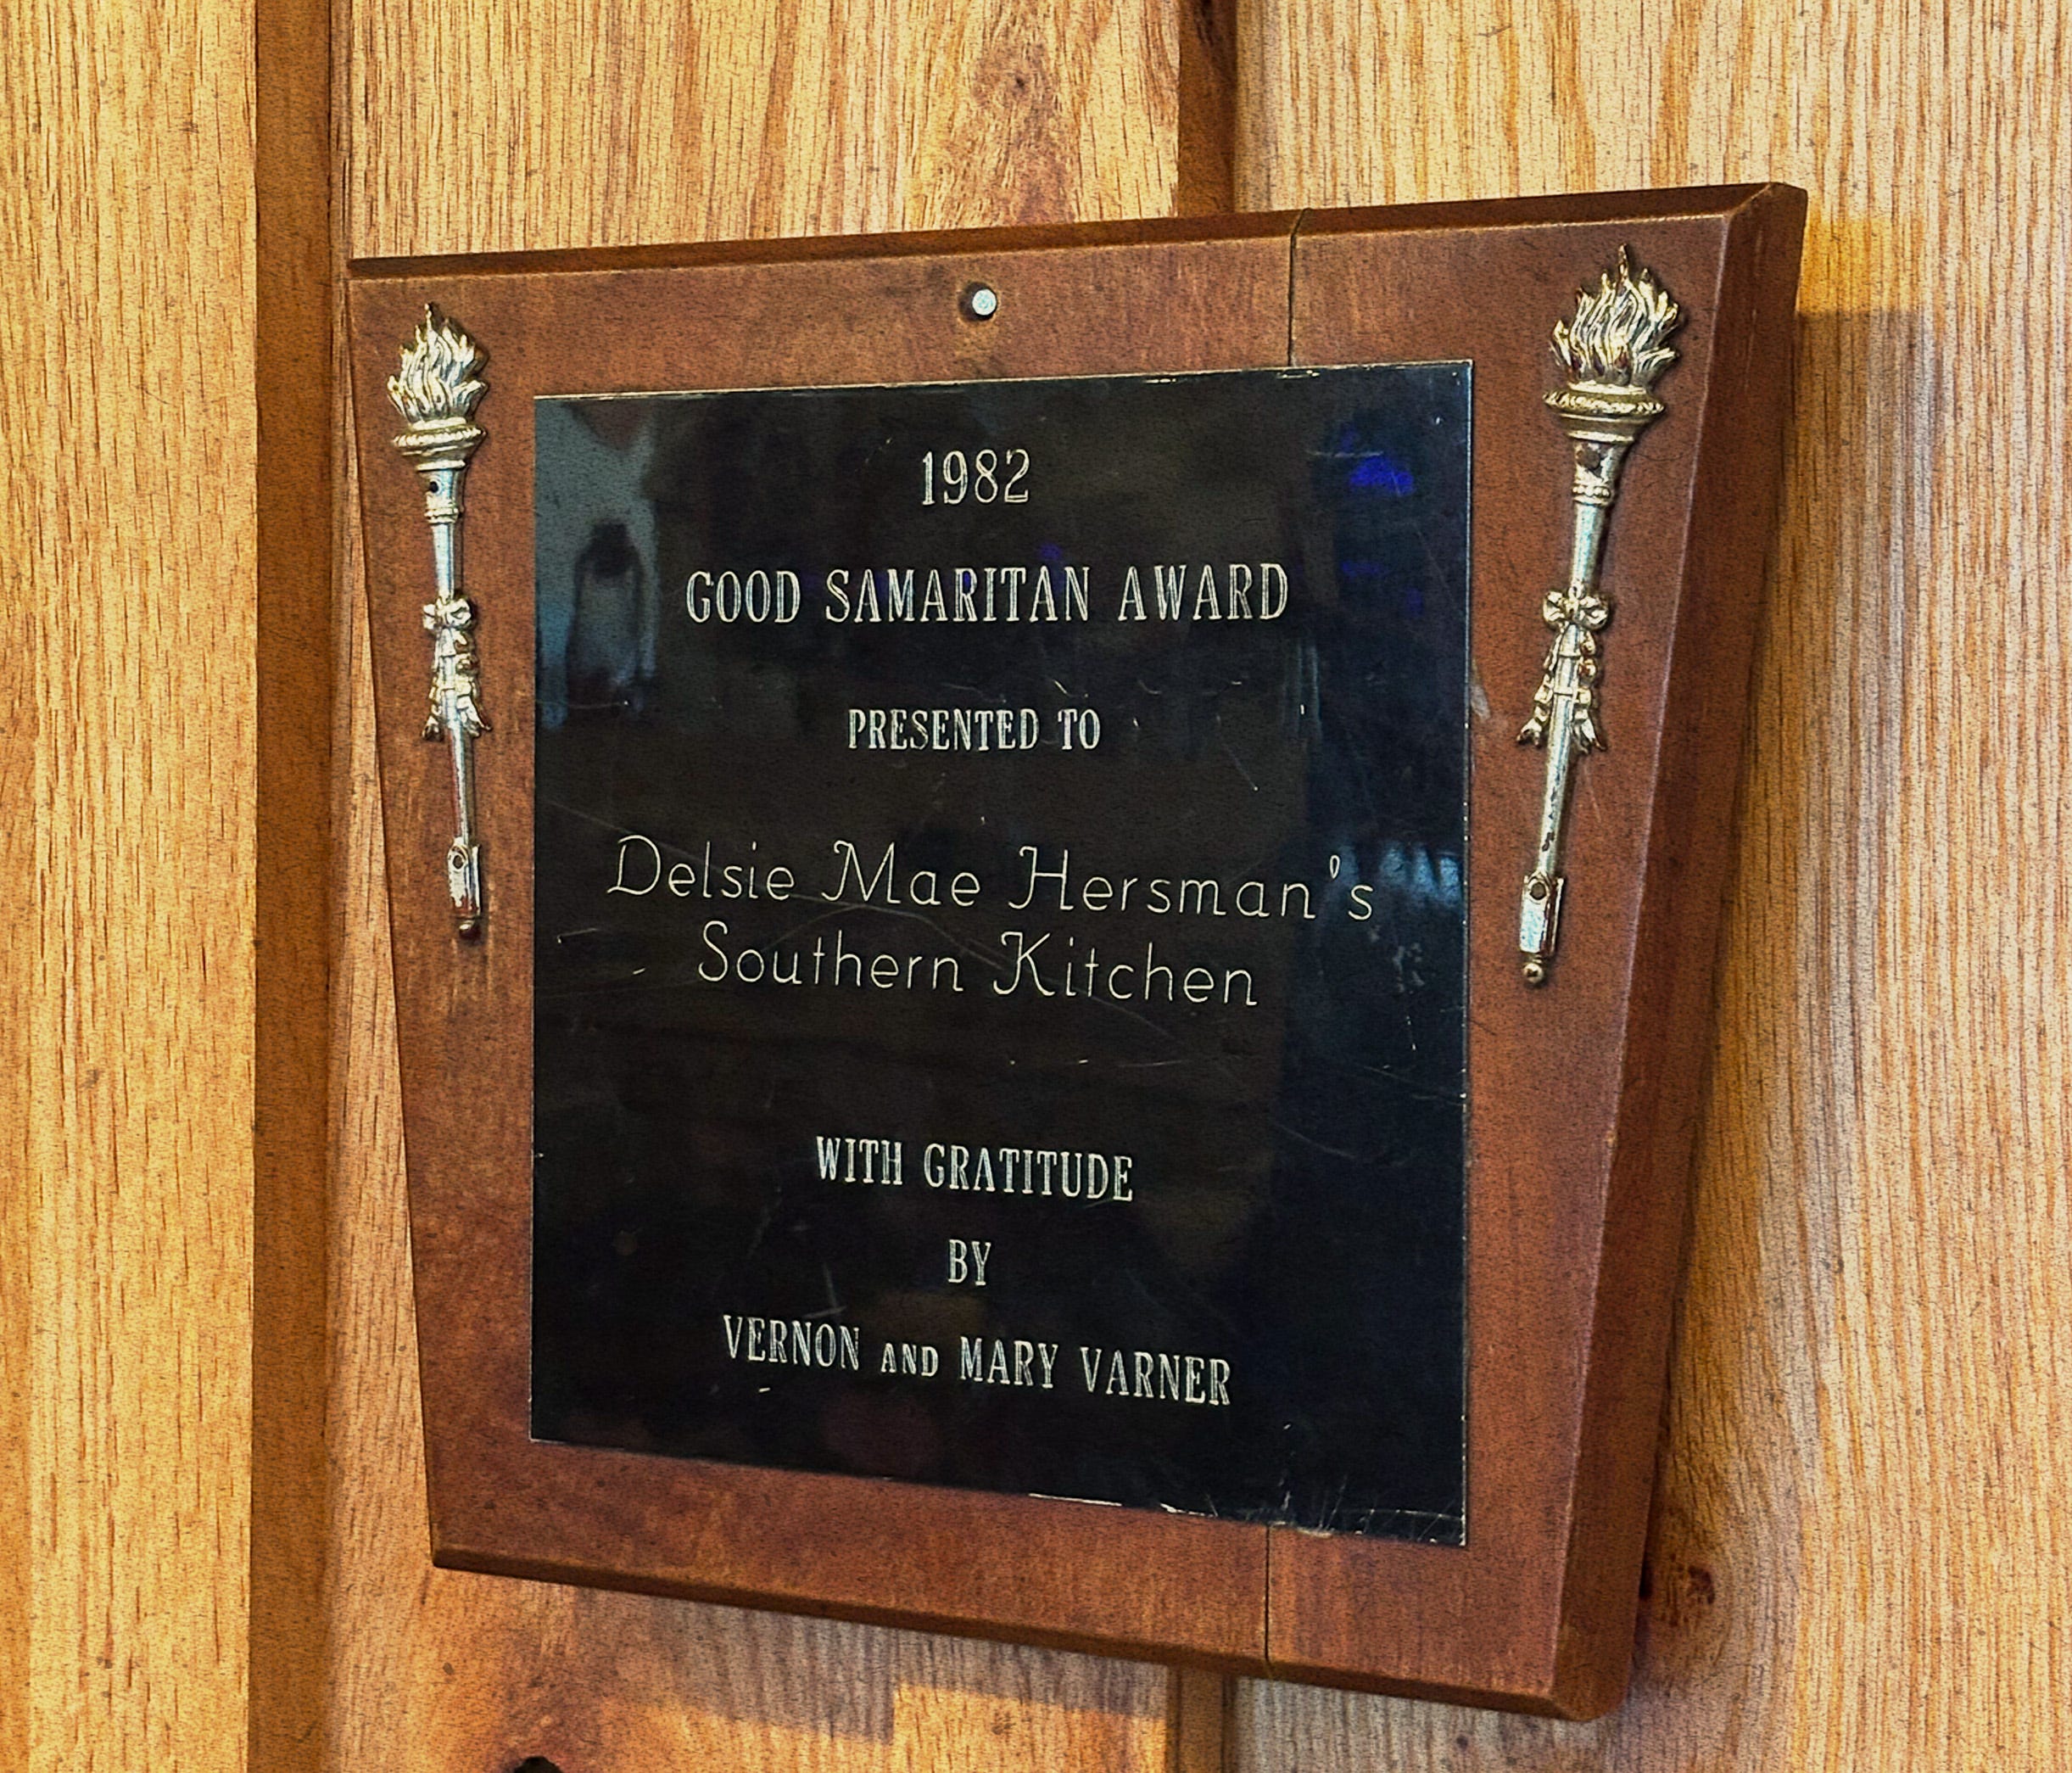 1982
GOOD SAMARITAN AWARD
PRESENTED TO
Delsie Mae Hersman's
Southern Kitchen
WITH GRATITUDE
BY
VERNON AND MARY VARNER